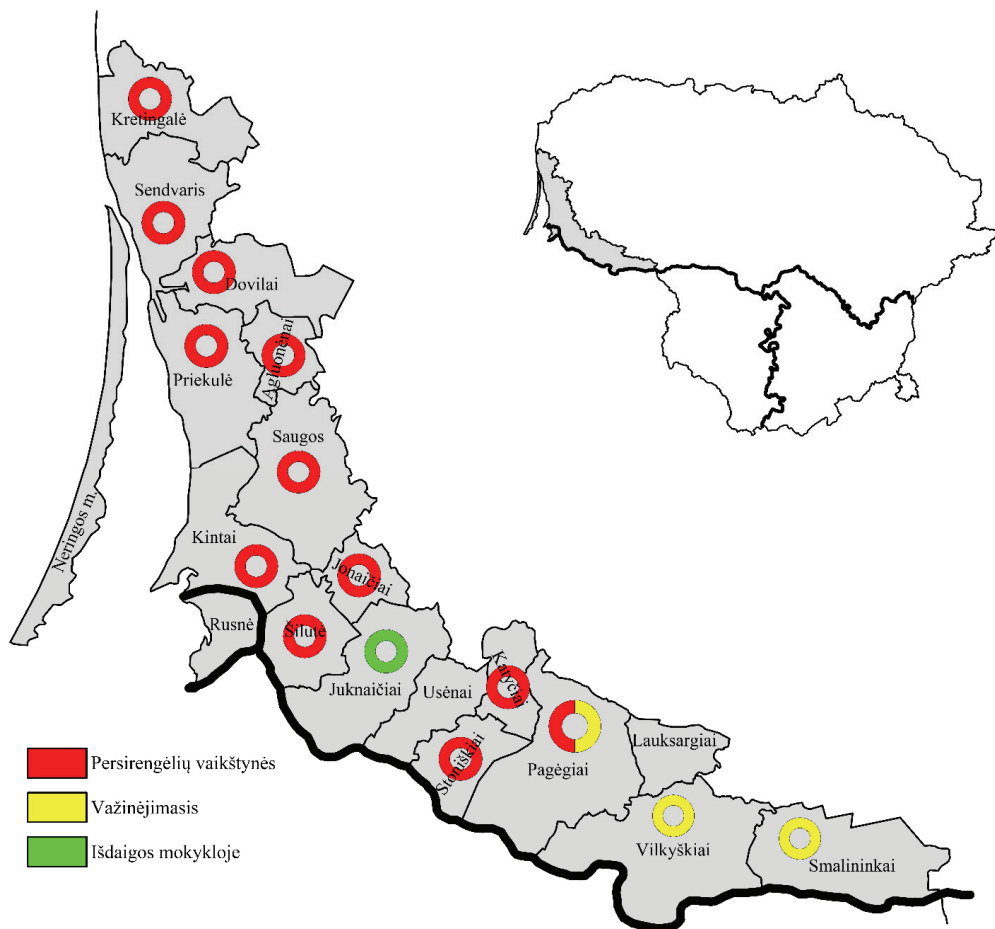 Kretingalė
Sendvaris
Dovilai
Priekulė
Agluonėnai
Saugos
Neringos m.
Kintai
Jonaičiai
Rusnė
Šilutė
Juknaičiai
Usėnai
Katyčiai
Stoniškiai
Pagėgiai
Lauksargiai
Vilkyškiai
Smalininkai
Persirengėlių vaikštynės
Važinėjimasis
Išdaigos mokykloje